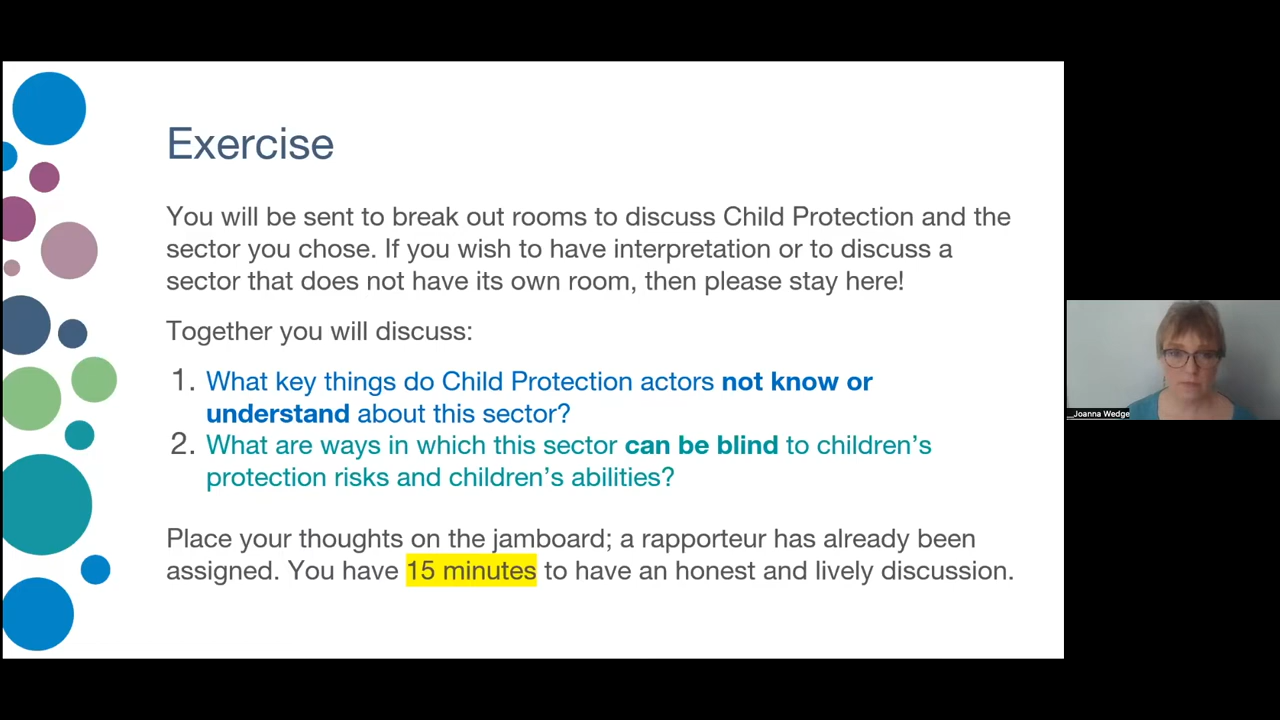 Exercise
You will be sent to break out rooms to discuss Child Protection and the
sector you chose. If you wish to have interpretation or to discuss a
sector that does not have its own room, then please stay here!
Together you will discuss:
1. What key things do Child Protection actors not know or
understand about this sector?
2. What are ways in which this sector can be blind to children’s
protection risks and children’s abilities?
Place your thoughts on the jamboard; a rapporteur has already been
assigned. You have 15 minutes to have an honest and lively discussion.
__Joanna Wedge